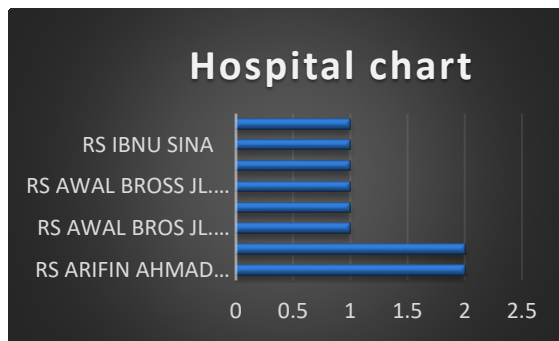 Hospital chart
RS IBNU SINA
RS AWAL BROSS JL....
RS AWAL BROS JL....
RS ARIFIN AHMAD...
0 0.5 1 1.5 2 2.5